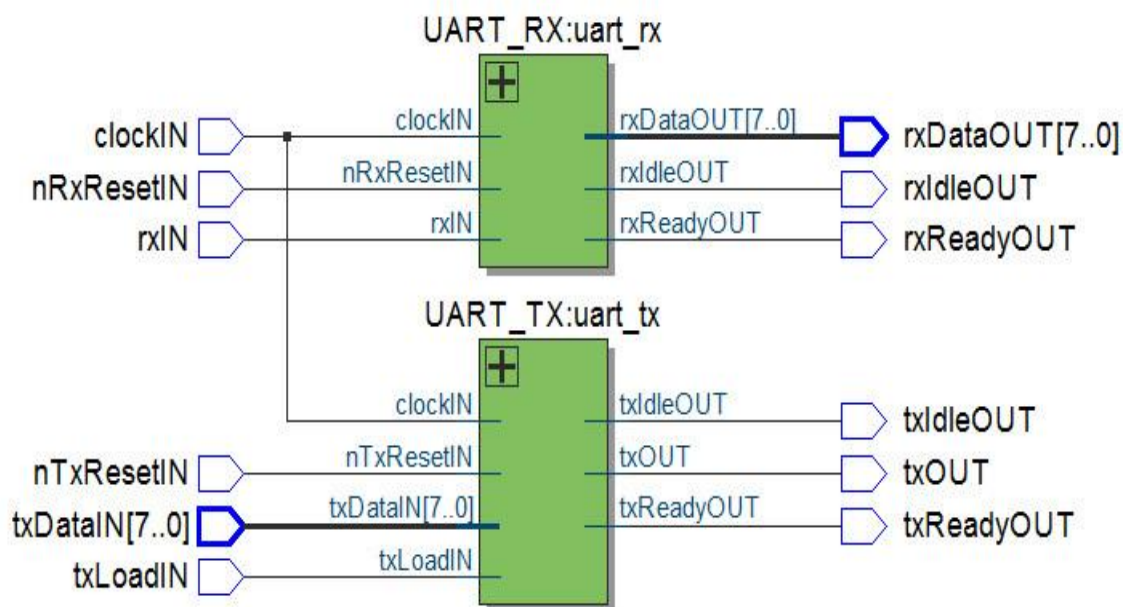 UART_RX:uart_rx
clockIN clockIN rxDataOUT[7..0] rxDataOUT[7..0]
nRxResetIN nRxResetIN rxIdleOUT rxIdleOUT
rxIN rxIN rxReadyOUT rxReadyOUT
UART_TX:uart_tx
clockIN txIdleOUT txIdleOUT
nTxResetIN nTxResetIN txOUT txOUT
txDataIN[7..0] txDataIN[7..0] txReadyOUT txReadyOUT
txLoadIN txLoadIN